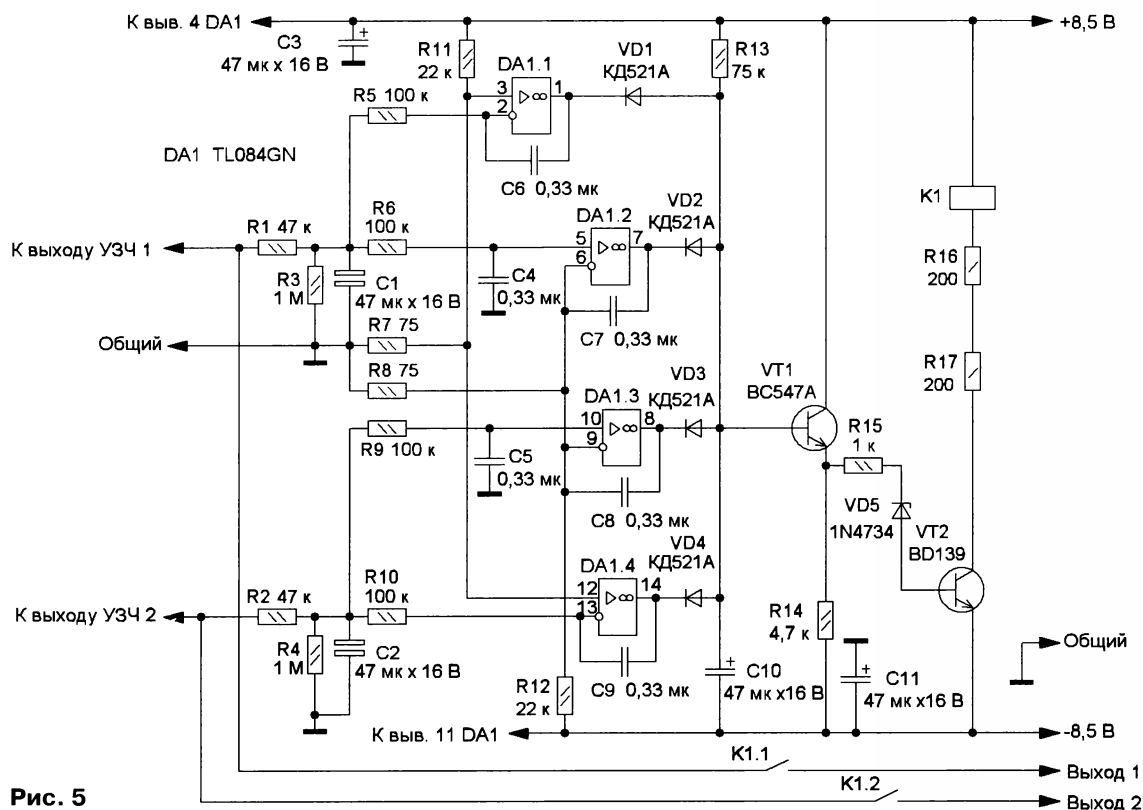 К выв. 4 DA1
+8,5 В
C3
47 мк x 16 В
R11
22 к
DA1.1
VD1
КД521А
R13
75 к
R5 100 к
3
2
▷∞
1
DA1 TL084GN
C6 0,33 мк
R6
100 к
DA1.2
VD2
КД521А
K1
К выходу УЗЧ 1
R1 47 к
5
6
▷∞
7
R3
1 М
C1
47 мк x 16 В
C4
0,33 мк
R16
200
C7 0,33 мк
Общий
R7 75
R8 75
R17
200
DA1.3
VD3
КД521А
VT1
BC547A
10
9
▷∞
8
R9 100 к
C5
0,33 мк
R15
1 к
C8 0,33 мк
VD5
1N4734
VT2
BD139
DA1.4
VD4
КД521А
R10
100 к
12
13
▷∞
14
К выходу УЗЧ 2
R2 47 к
R4
1 М
C2
47 мк x 16 В
R14
4,7 к
Общий
C9 0,33 мк
C10
47 мк x16 В
C11
47 мк x16 В
R12
22 к
К выв. 11 DA1
-8,5 В
K1.1
Выход 1
K1.2
Выход 2
Рис. 5